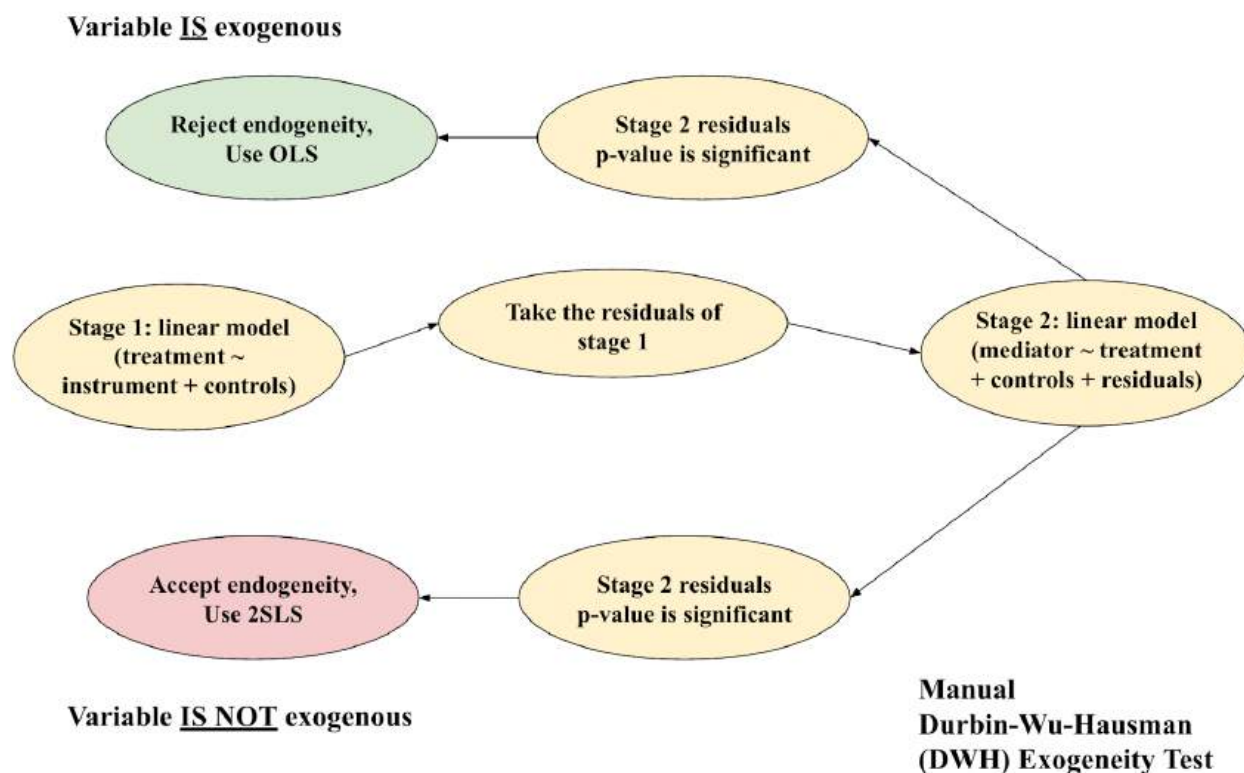 Variable IS exogenous
Reject endogeneity,
Use OLS
Stage 2 residuals
p-value is significant
Stage 1: linear model
(treatment ~
instrument + controls)
Take the residuals of
stage 1
Stage 2: linear model
(mediator ~ treatment
+ controls + residuals)
Accept endogeneity,
Use 2SLS
Stage 2 residuals
p-value is significant
Variable IS NOT exogenous
Manual
Durbin-Wu-Hausman
(DWH) Exogeneity Test